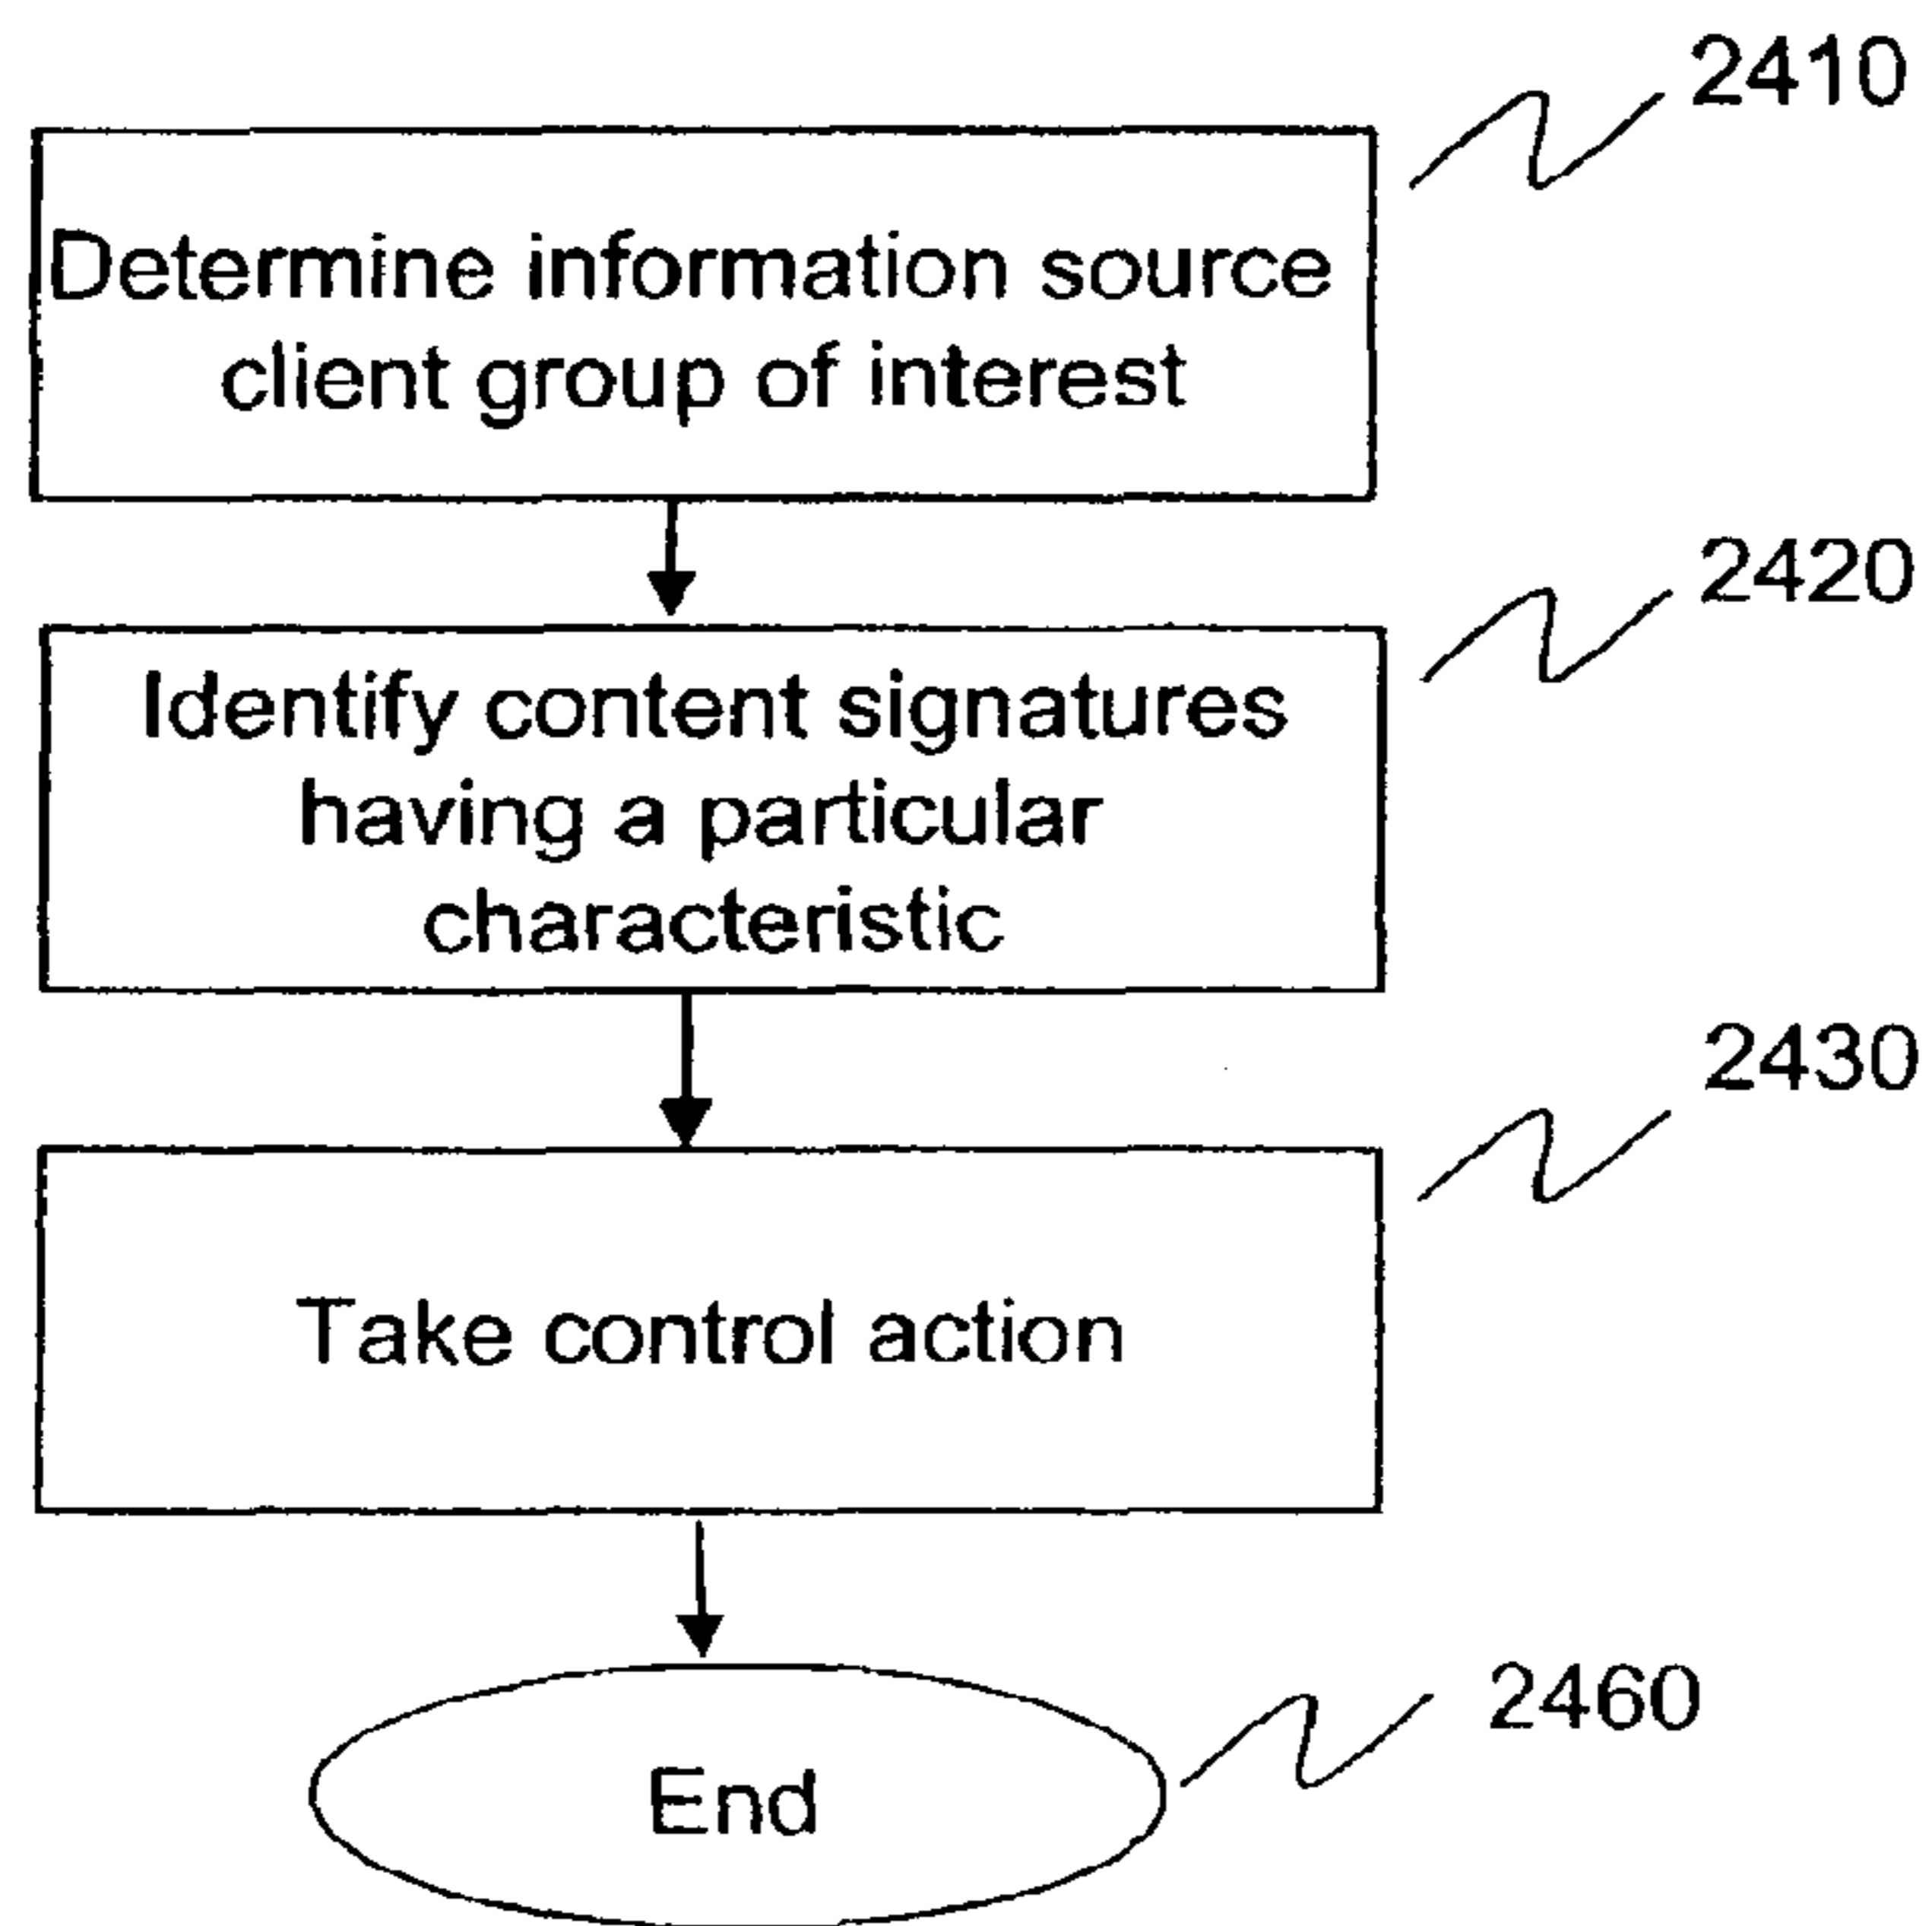 2410
Determine information source
client group of interest
2420
Identify content signatures
having a particular
characteristic
2430
Take control action
2460
End